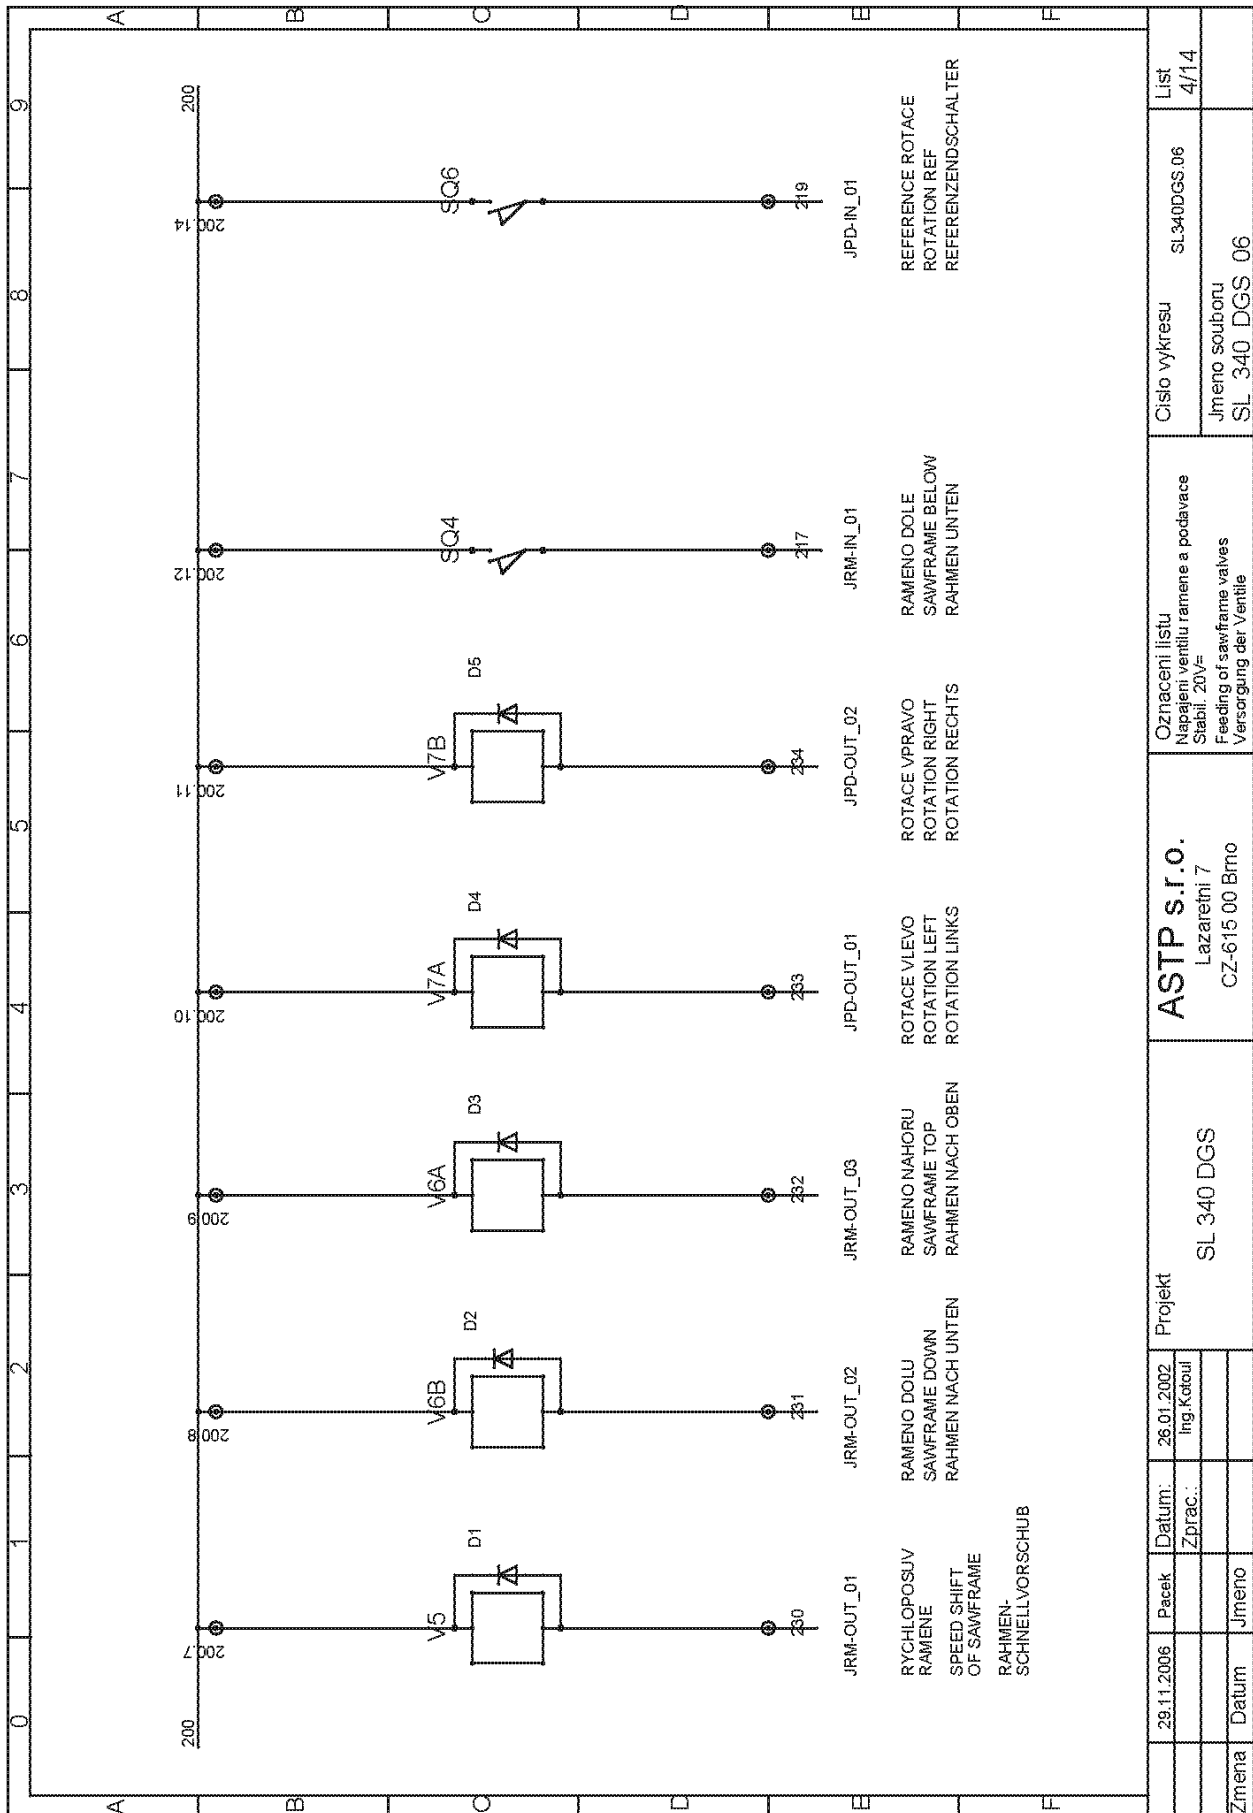 0 1 2 3 4 5 6 7 8 9
A A
B B
C C
D D
E E
F F
200 200
200.7 200.8 200.9 200.10 200.11 200.12 200.14
V5 V6B V6A V7A V7B SQ4 SQ6
D1 D2 D3 D4 D5
230 231 232 233 234 217 219
JRM-OUT_01 JRM-OUT_02 JRM-OUT_03 JPD-OUT_01 JPD-OUT_02 JRM-IN_01 JPD-IN_01
RYCHLOPOSUV
RAMENE
SPEED SHIFT
OF SAWFRAME
RAHMEN-
SCHNELLVORSCHUB
RAMENO DOLU
SAWFRAME DOWN
RAHMEN NACH UNTEN
RAMENO NAHORU
SAWFRAME TOP
RAHMEN NACH OBEN
ROTACE VLEVO
ROTATION LEFT
ROTATION LINKS
ROTACE VPRAVO
ROTATION RIGHT
ROTATION RECHTS
RAMENO DOLE
SAWFRAME BELOW
RAHMEN UNTEN
REFERENCE ROTACE
ROTATION REF
REFERENZENDSCHALTER
29.11.2006 Pacek
Zmena Datum Jmeno
Datum: 26.01.2002
Zprac.: Ing.Kotoul
Projekt
SL 340 DGS
ASTP s.r.o.
Lazaretni 7
CZ-615 00 Brno
Oznaceni listu
Napajeni ventilu ramene a podavace
Stabil. 20V=
Feeding of sawframe valves
Versorgung der Ventile
Cislo vykresu
SL340DGS.06
Jmeno souboru
SL 340 DGS 06
List
4/14